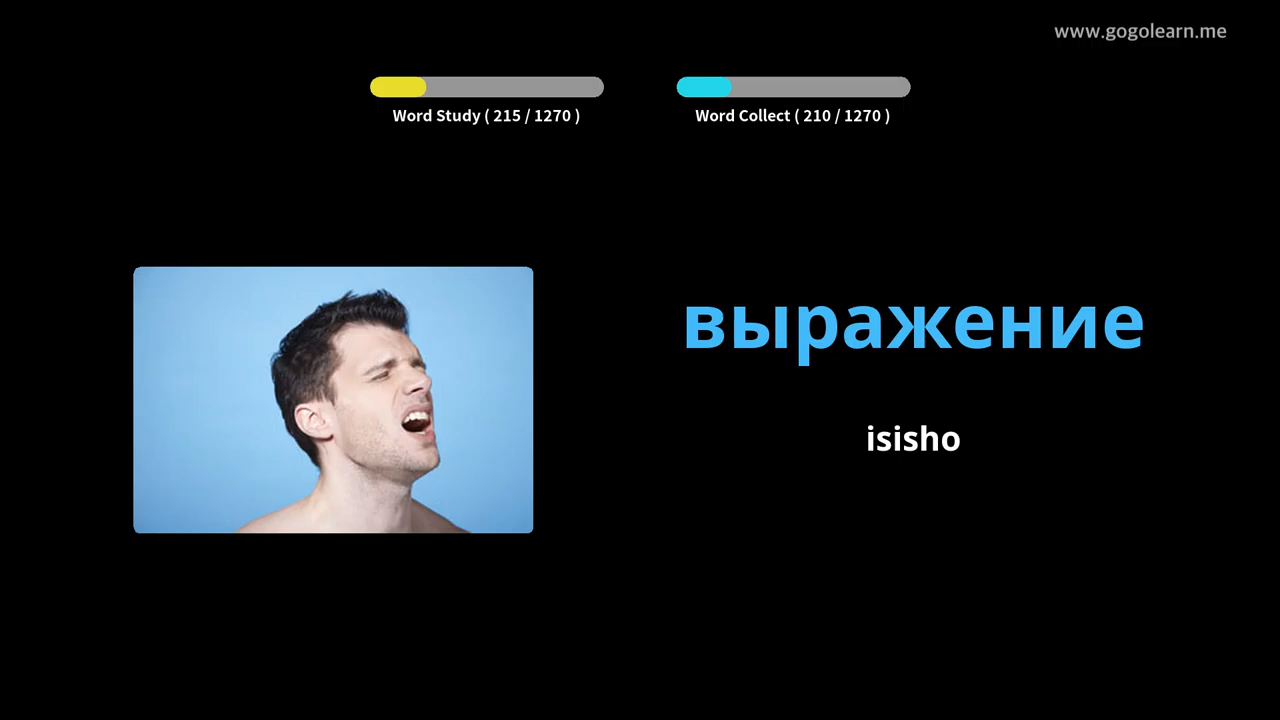 www.gogolearn.me
Word Study ( 215 / 1270 )
Word Collect ( 210 / 1270 )
выражение
isisho